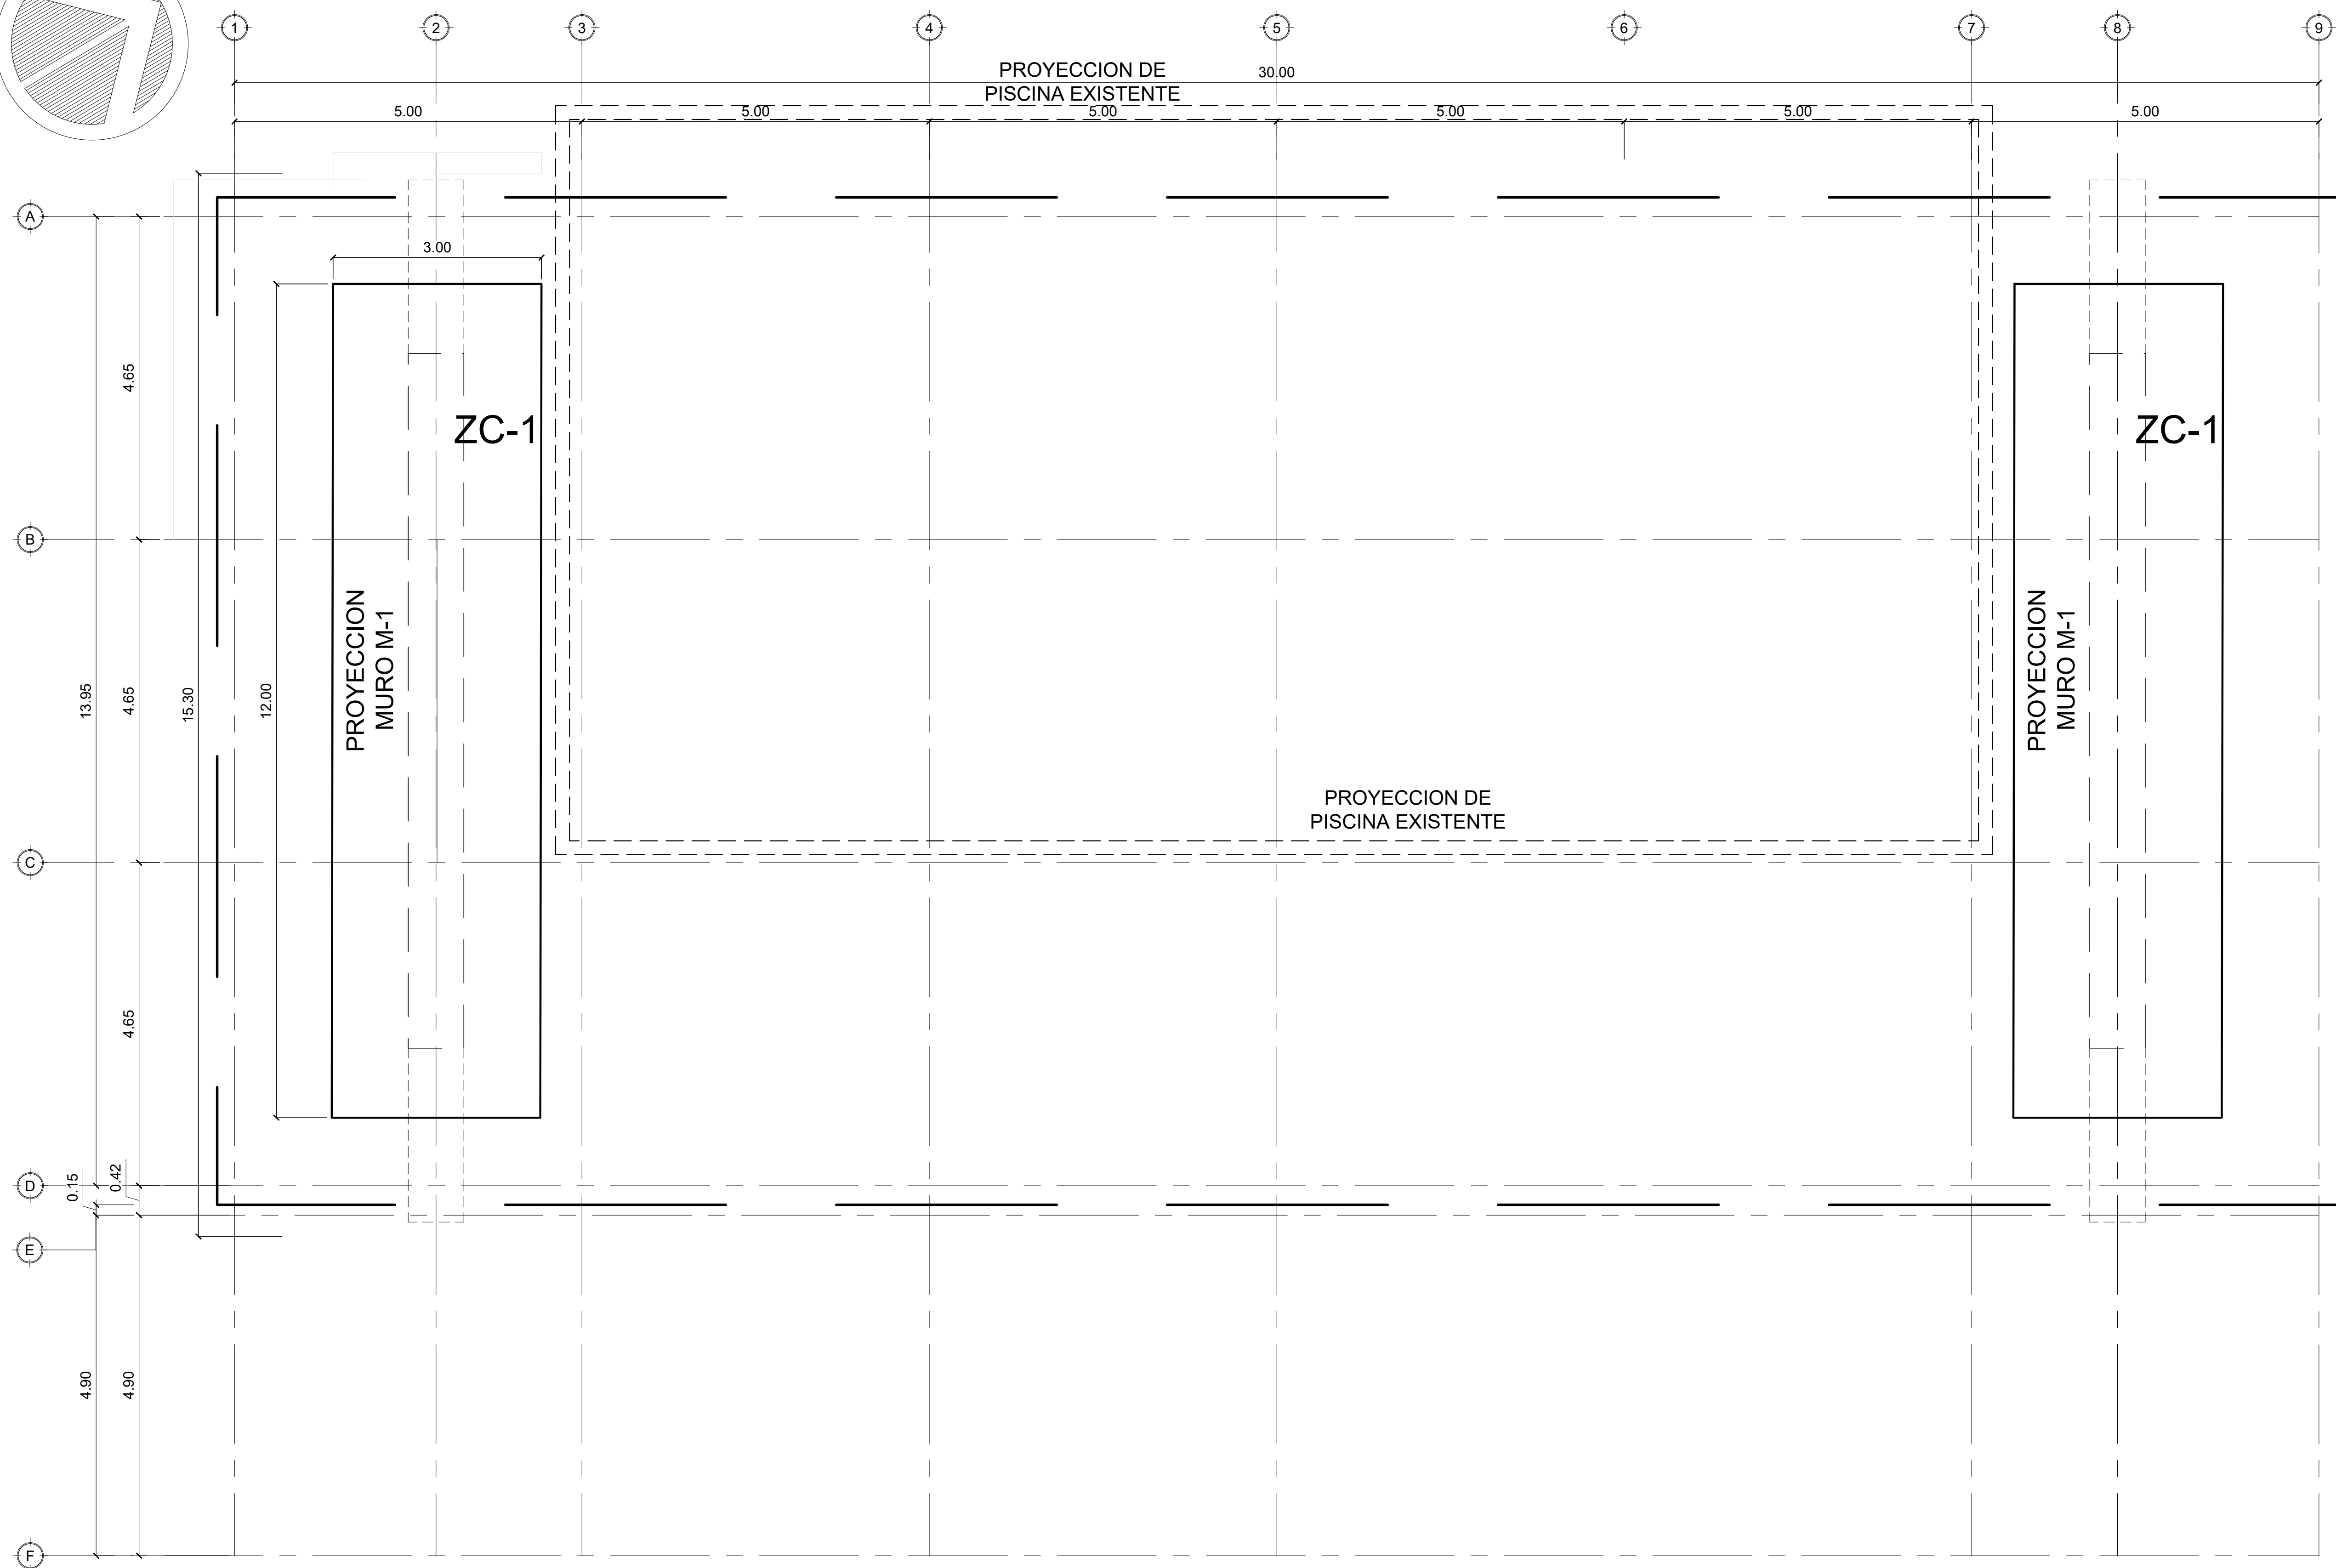 1
2
3
4
5
6
7
8
9
PROYECCION DE
PISCINA EXISTENTE
30.00
5.00
5.00
5.00
5.00
5.00
5.00
A
3.00
4.65
ZC-1
ZC-1
B
PROYECCION
MURO M-1
PROYECCION
MURO M-1
13.95
4.65
15.30
12.00
PROYECCION DE
PISCINA EXISTENTE
C
4.65
D
0.15
0.42
E
4.90
4.90
F